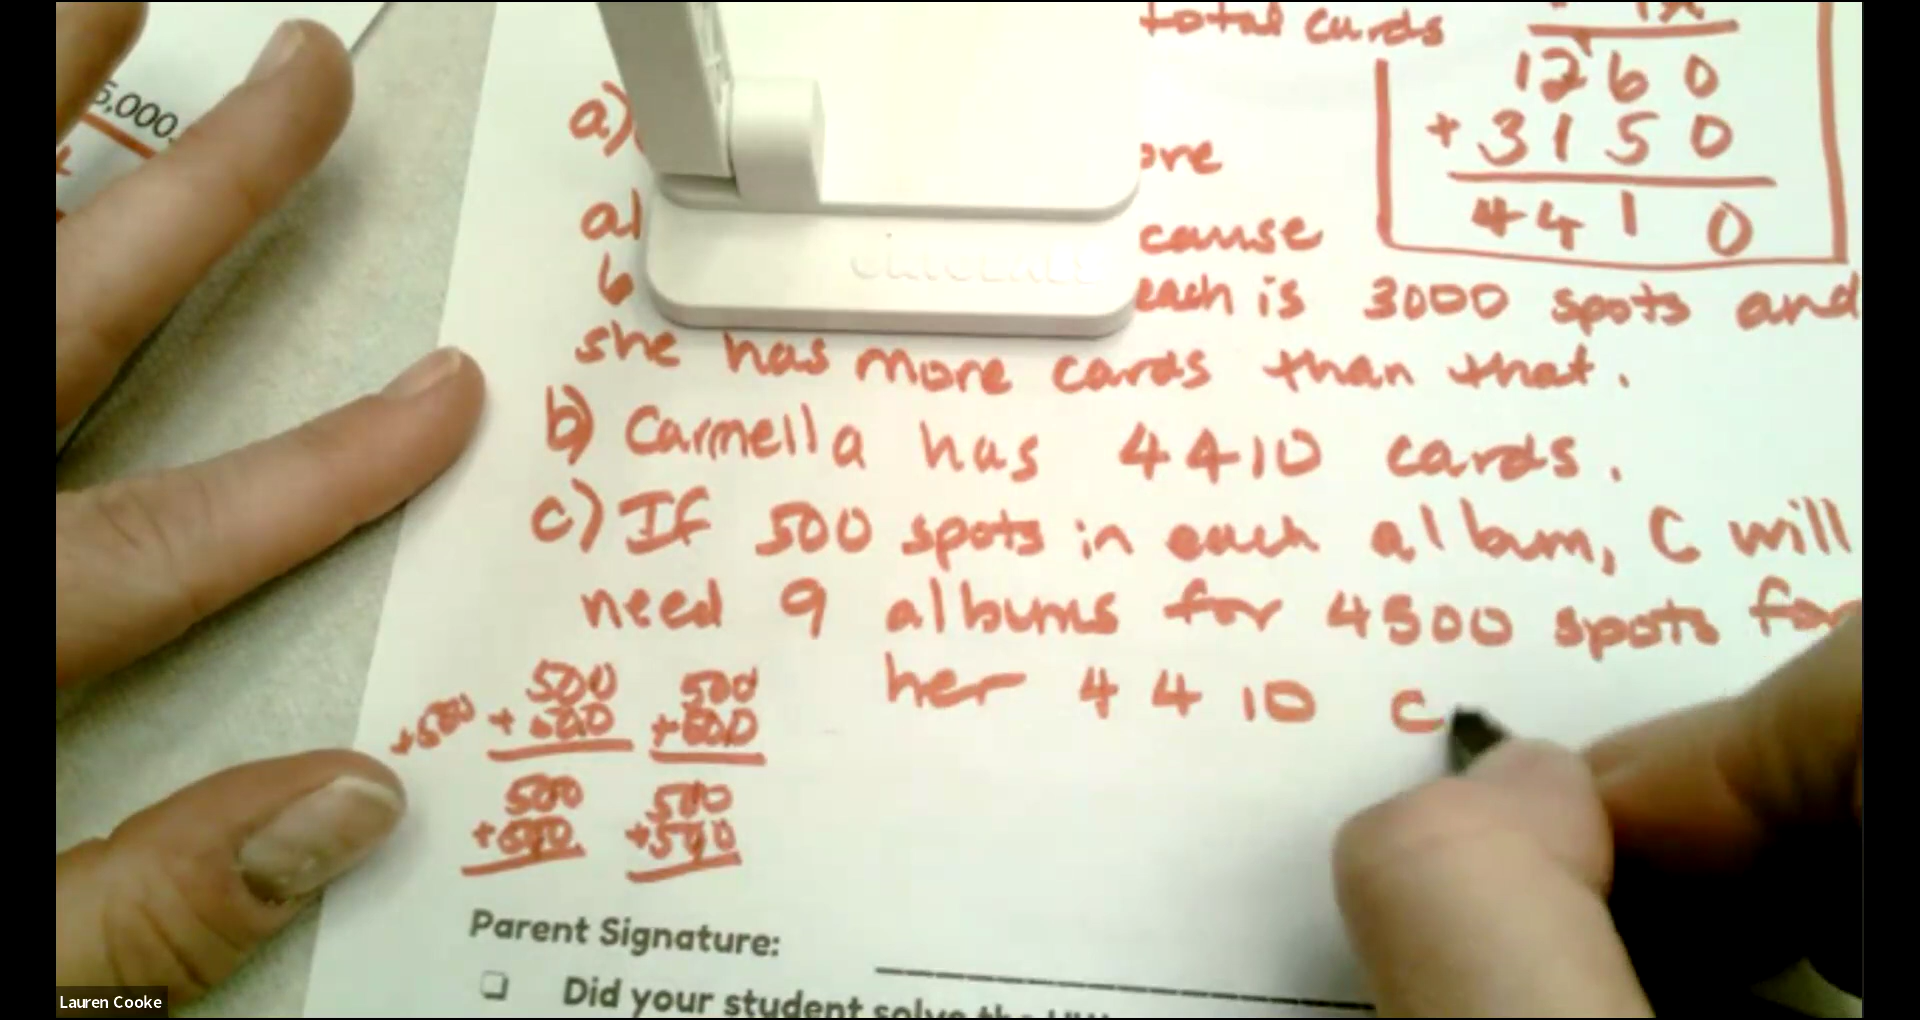 total cards
1260
5,000.
+ 3150
a)
ore
4410
al cause
6 each is 3000 spots and
she has more cards than that.
b) Carmella has 4410 cards.
c) If 500 spots in each album, C will
need 9 albums for 4500 spots for
her 4410 c
500 500
+500 +500 +500
500 500
+500 +500
Parent Signature:
Did your student solve the
Lauren Cooke